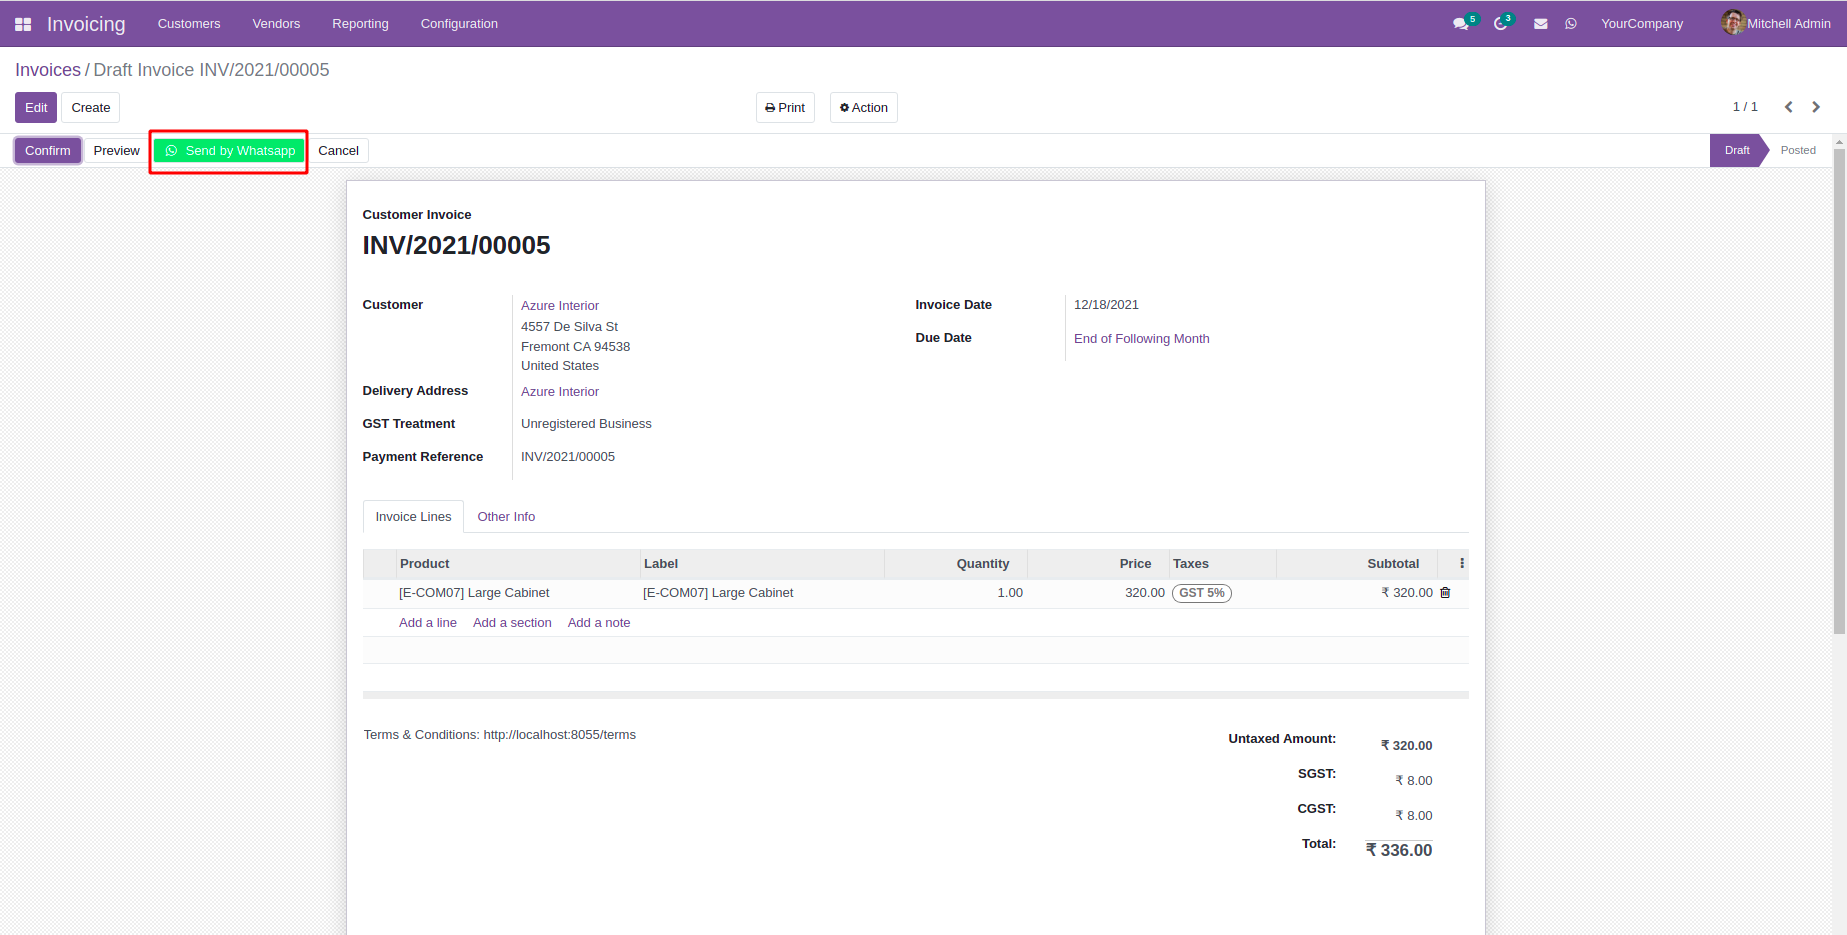 Invoicing Customers Vendors Reporting Configuration 5 3 YourCompany Mitchell Admin
Invoices / Draft Invoice INV/2021/00005
Edit Create Print Action 1 / 1
Confirm Preview Send by Whatsapp Cancel Draft Posted
Customer Invoice
INV/2021/00005
Customer Azure Interior Invoice Date 12/18/2021
4557 De Silva St
Fremont CA 94538 Due Date End of Following Month
United States
Delivery Address Azure Interior
GST Treatment Unregistered Business
Payment Reference INV/2021/00005
Invoice Lines Other Info
Product Label Quantity Price Taxes Subtotal
[E-COM07] Large Cabinet [E-COM07] Large Cabinet 1.00 320.00 GST 5% ₹ 320.00
Add a line Add a section Add a note
Terms & Conditions: http://localhost:8055/terms Untaxed Amount: ₹ 320.00
SGST: ₹ 8.00
CGST: ₹ 8.00
Total: ₹ 336.00